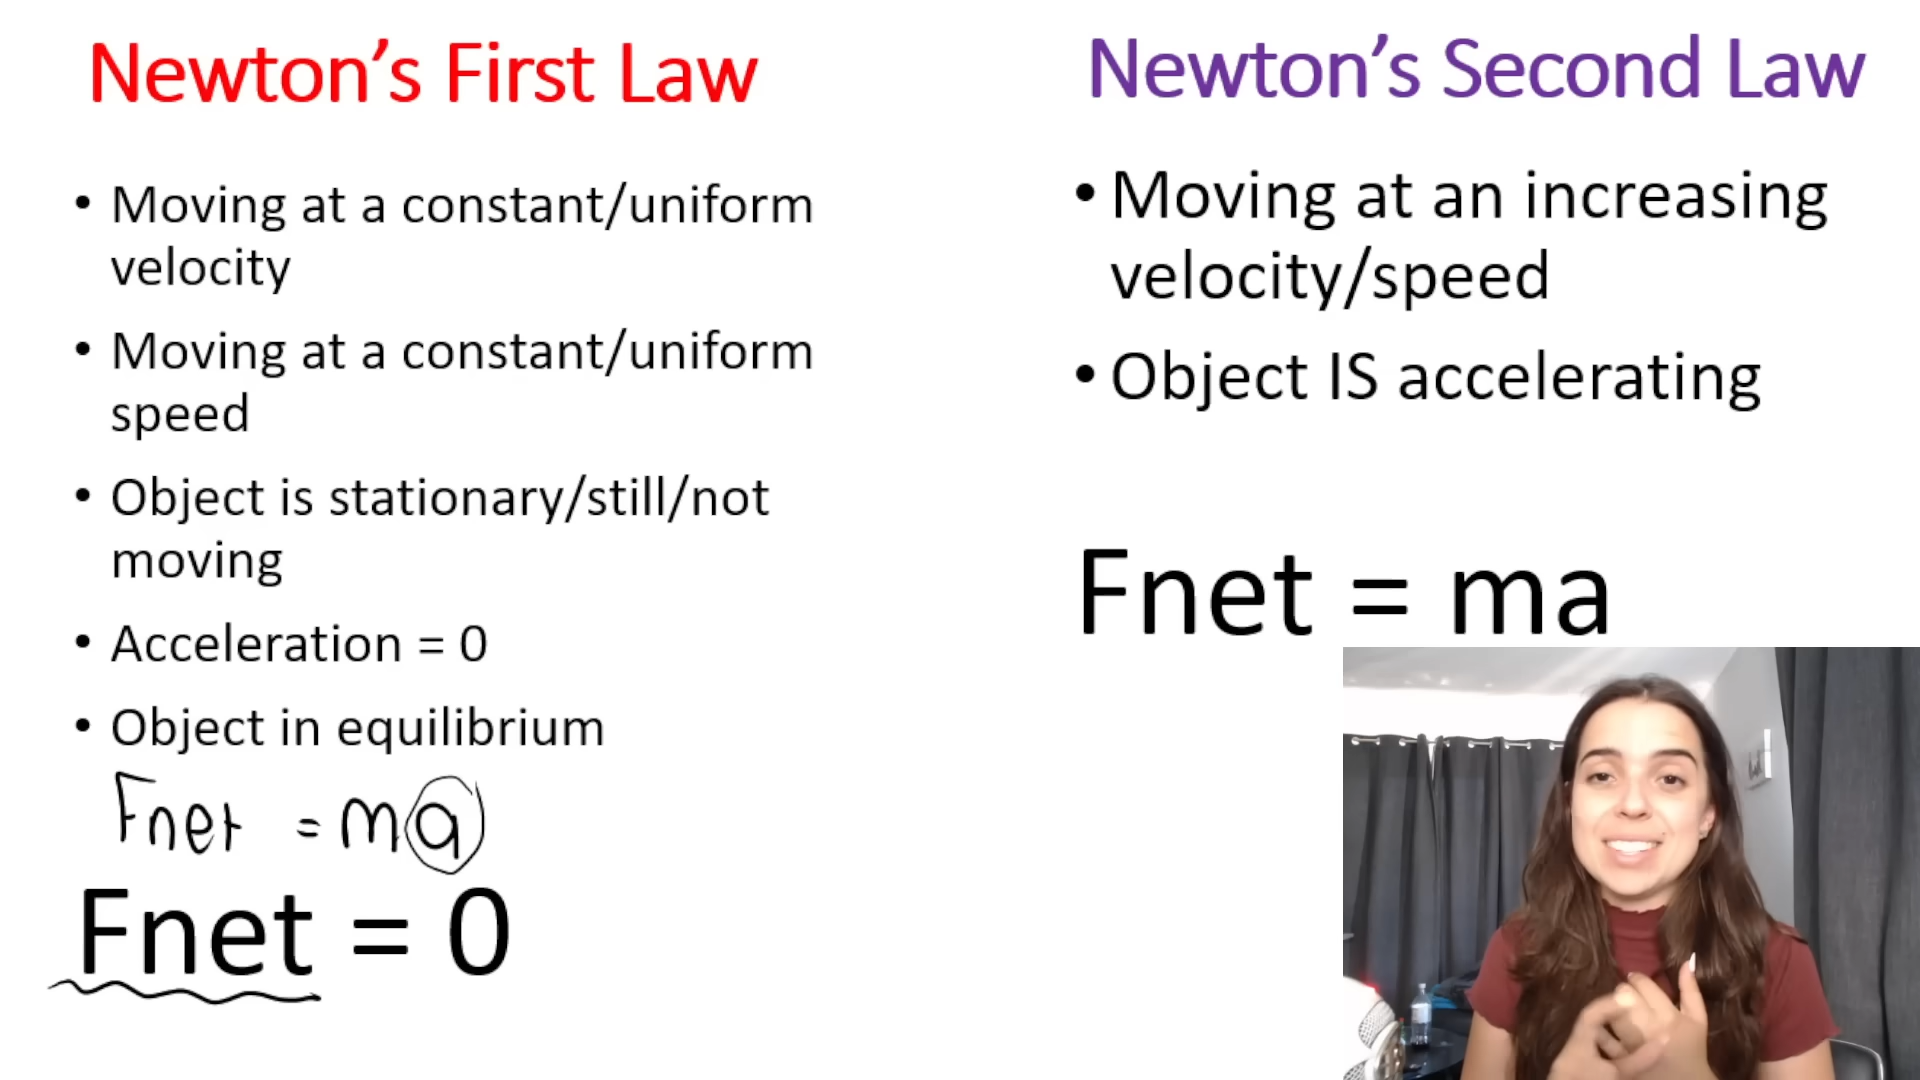 Newton’s First Law
• Moving at a constant/uniform
velocity
• Moving at a constant/uniform
speed
• Object is stationary/still/not
moving
• Acceleration = 0
• Object in equilibrium
Fnet = ma
Fnet = 0
Newton’s Second Law
• Moving at an increasing
velocity/speed
• Object IS accelerating
Fnet = ma